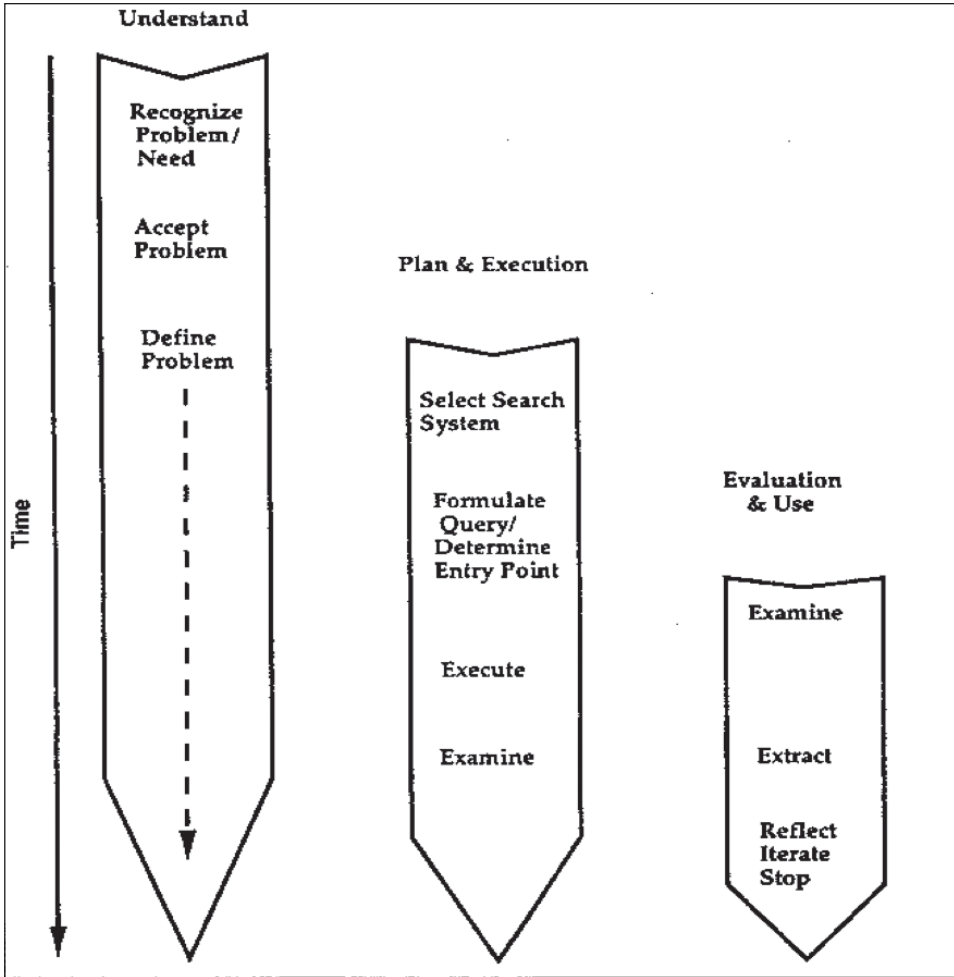 Understand
Recognize
Problem/
Need
Accept
Problem
Define
Problem
Time
Plan & Execution
Select Search
System
Formulate
Query/
Determine
Entry Point
Execute
Examine
Evaluation
& Use
Examine
Extract
Reflect
Iterate
Stop